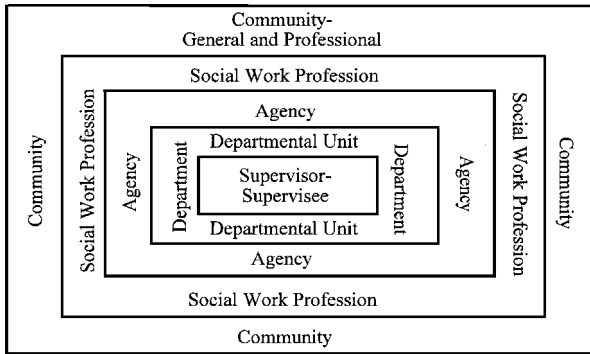 Community-
General and Professional
Social Work Profession
Agency
Departmental Unit
Supervisor-
Supervisee
Departmental Unit
Agency
Social Work Profession
Community
Community
Social Work Profession
Agency
Department
Department
Agency
Social Work Profession
Community